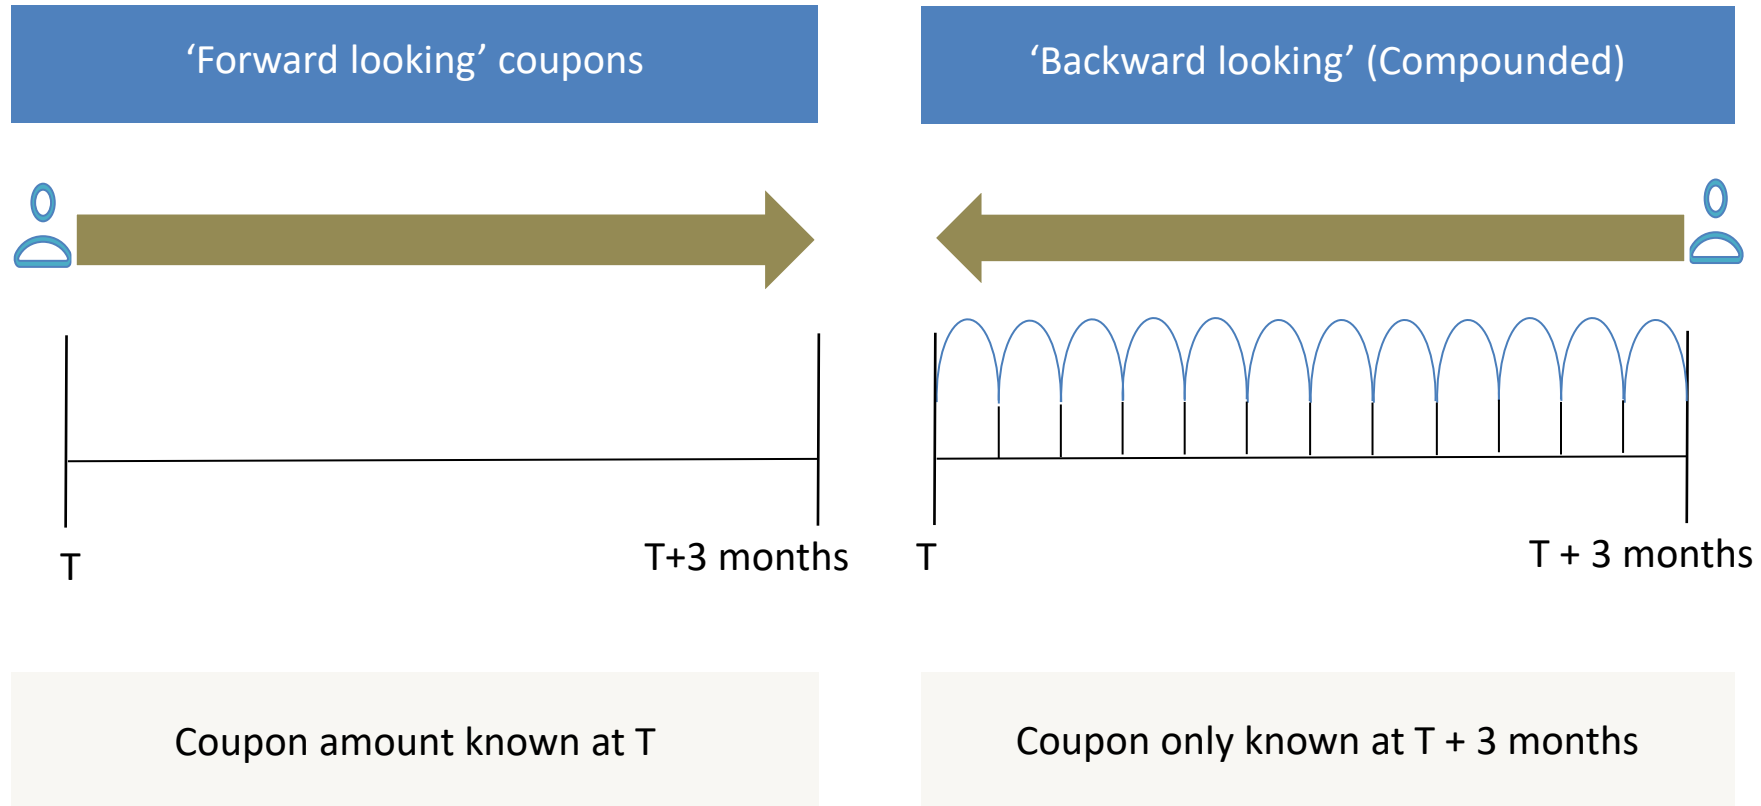 ‘Forward looking’ coupons
‘Backward looking’ (Compounded)
T
T+3 months
T
T + 3 months
Coupon amount known at T
Coupon only known at T + 3 months